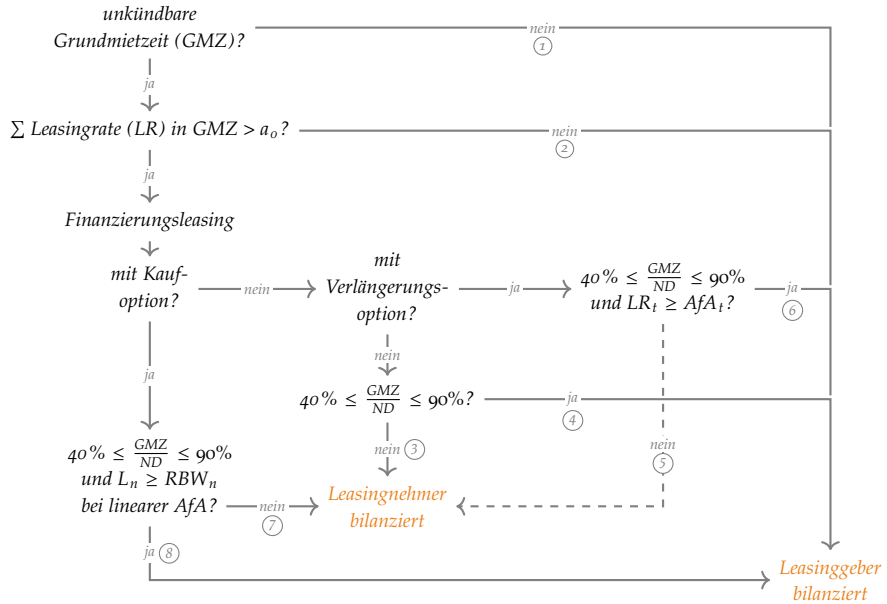 unkündbare
Grundmietzeit (GMZ)?
nein
1
ja
∑ Leasingrate (LR) in GMZ > a₀?
nein
2
ja
Finanzierungsleasing
mit Kauf-
option?
nein
mit
Verlängerungs-
option?
ja
40% ≤ GMZ/ND ≤ 90%
und LRₜ ≥ AfAₜ?
ja
6
nein
ja
40% ≤ GMZ/ND ≤ 90%?
ja
4
nein 3
nein
5
40% ≤ GMZ/ND ≤ 90%
und Lₙ ≥ RBWₙ
bei linearer AfA?
nein
7
Leasingnehmer
bilanziert
ja 8
Leasinggeber
bilanziert